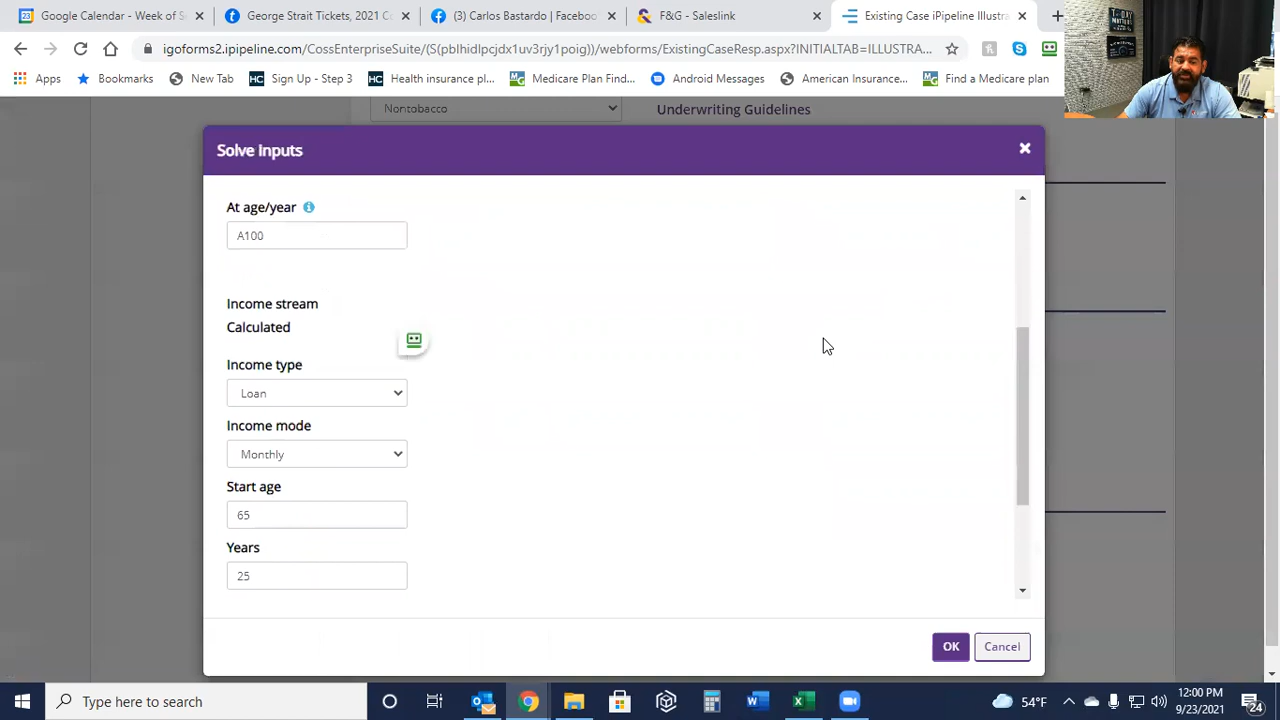 Google Calendar - Wed S
George Strait Tickets, 2021 C
(3) Carlos Bastardo | Faceboo
F&G - SalesLink
Existing Case iPipeline Illustra
igoforms2.ipipeline.com/CossEnterpriseSuite/
/webforms/ExistingCaseResp.aspx?INITIALTAB=ILLUSTRA...
Apps
Bookmarks
New Tab
Sign Up - Step 3
Health insurance pl...
Medicare Plan Find...
Android Messages
American Insurance...
Find a Medicare plan
TODAY MATTERS
Nontobacco
Underwriting Guidelines
Solve Inputs
At age/year
A100
Income stream
Calculated
Income type
Loan
Income mode
Monthly
Start age
65
Years
25
OK
Cancel
Type here to search
54°F
12:00 PM
9/23/2021
24